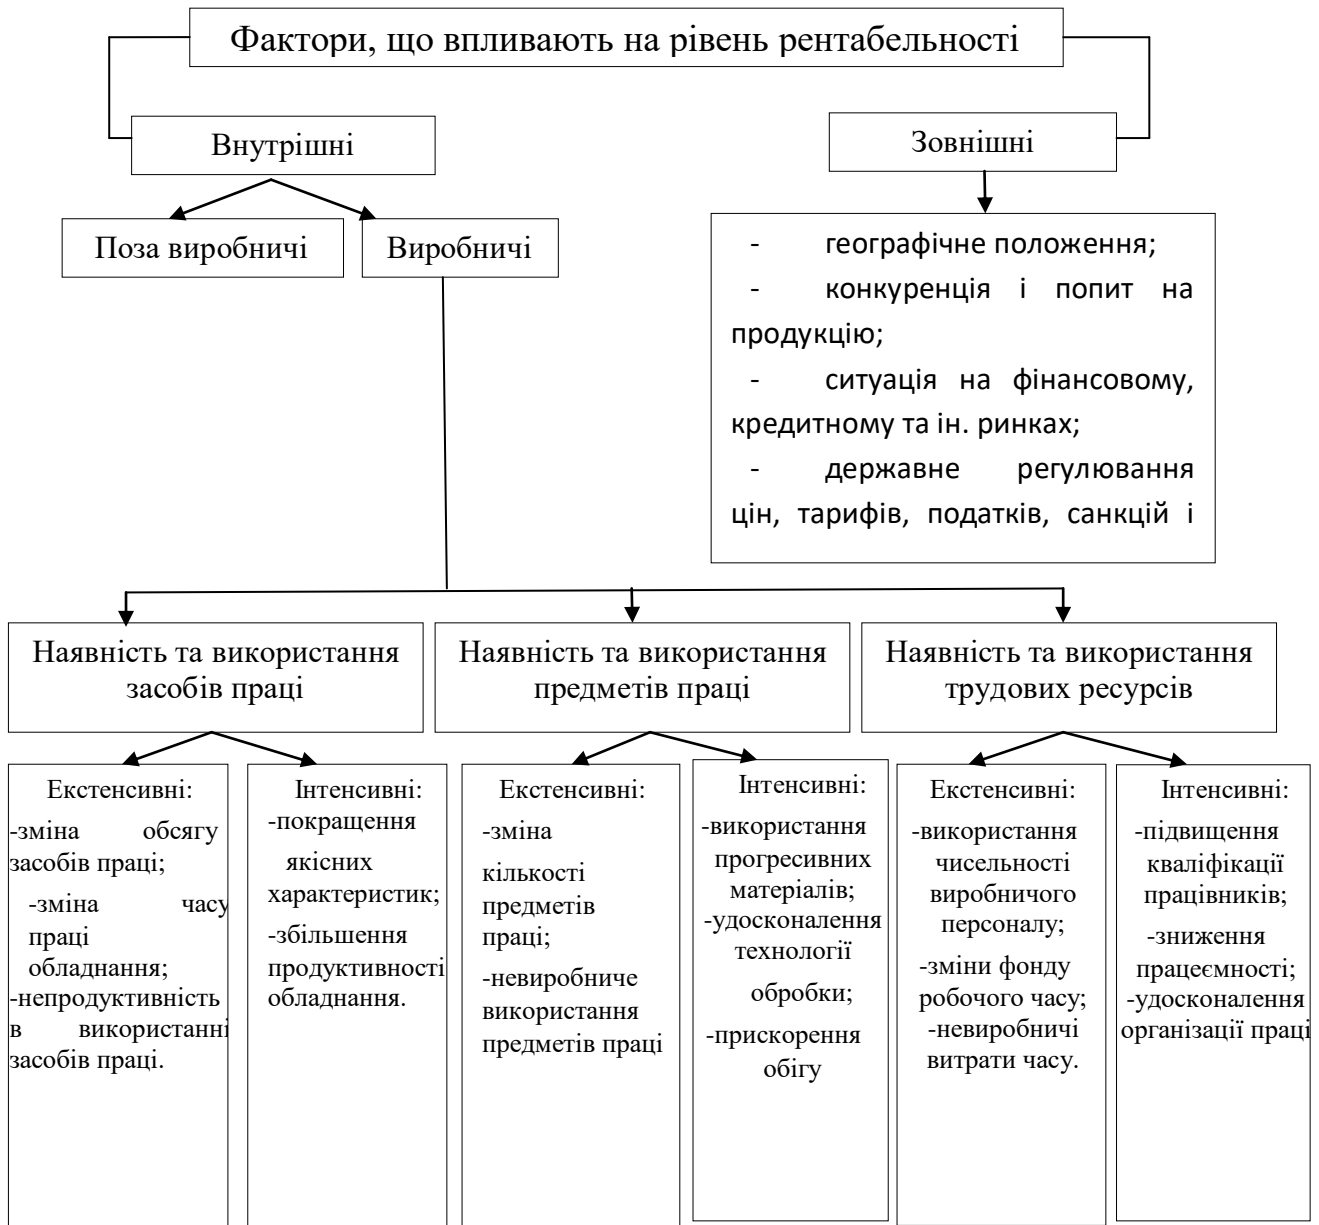 Фактори, що впливають на рівень рентабельності
Внутрішні
Зовнішні
Поза виробничі
Виробничі
- географічне положення;
- конкуренція і попит на
продукцію;
- ситуація на фінансовому,
кредитному та ін. ринках;
- державне регулювання
цін, тарифів, податків, санкцій і
Наявність та використання
засобів праці
Наявність та використання
предметів праці
Наявність та використання
трудових ресурсів
Екстенсивні:
-зміна обсягу
засобів праці;
-зміна часу
праці
обладнання;
-непродуктивність
в використанні
засобів праці.
Інтенсивні:
-покращення
якісних
характеристик;
-збільшення
продуктивності
обладнання.
Екстенсивні:
-зміна
кількості
предметів
праці;
-невиробниче
використання
предметів праці
Інтенсивні:
-використання
прогресивних
матеріалів;
-удосконалення
технології
обробки;
-прискорення
обігу
Екстенсивні:
-використання
чисельності
виробничого
персоналу;
-зміни фонду
робочого часу;
-невиробничі
витрати часу.
Інтенсивні:
-підвищення
кваліфікації
працівників;
-зниження
працеємності;
-удосконалення
організації праці